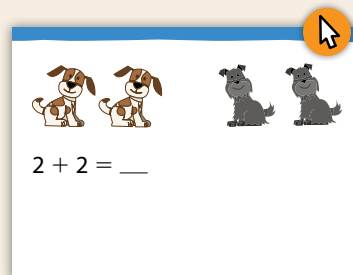 2 + 2 = __